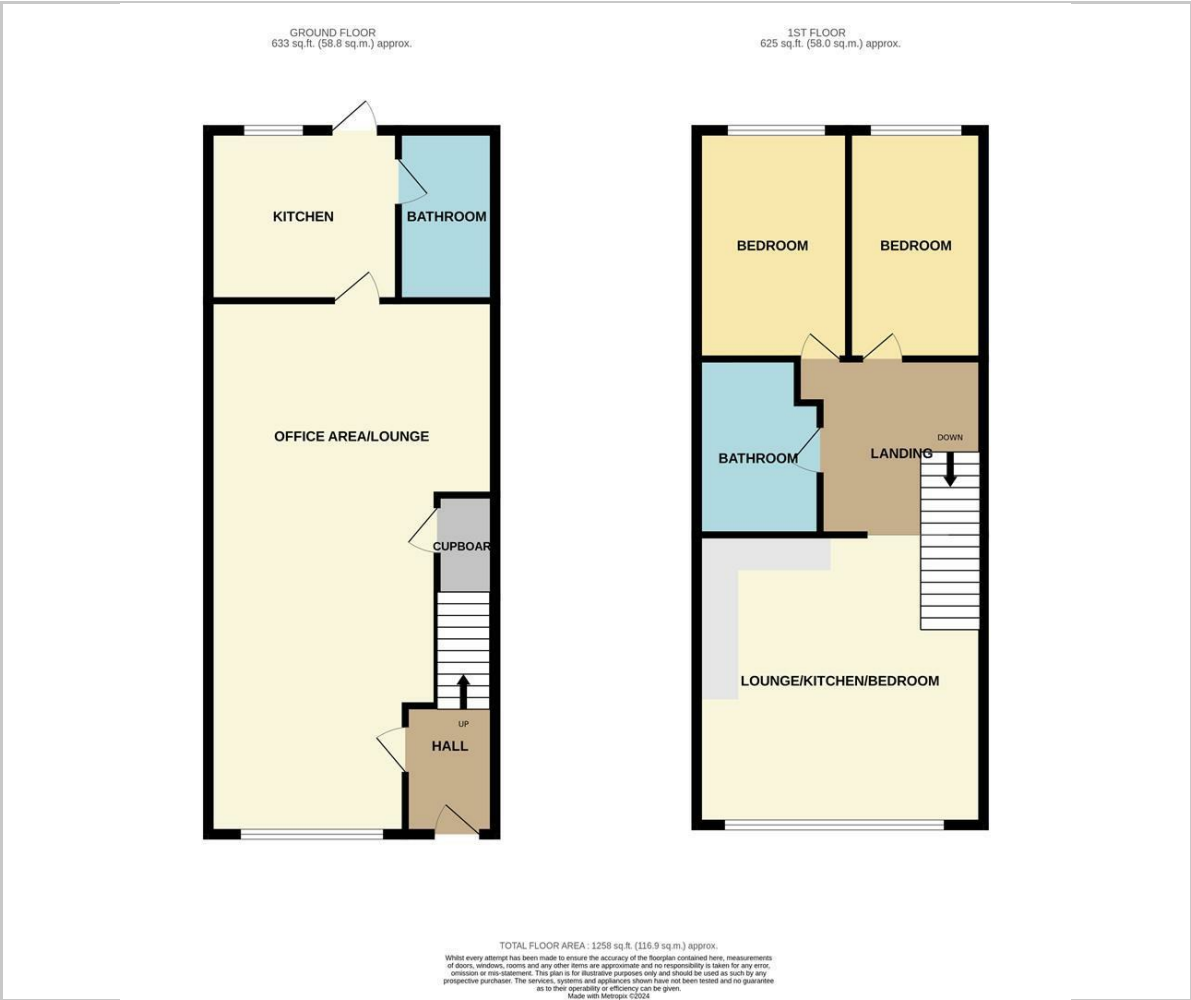 GROUND FLOOR
633 sq.ft. (58.8 sq.m.) approx.
KITCHEN
BATHROOM
OFFICE AREA/LOUNGE
CUPBOAR
UP
HALL
1ST FLOOR
625 sq.ft. (58.0 sq.m.) approx.
BEDROOM
BEDROOM
DOWN
LANDING
BATHROOM
LOUNGE/KITCHEN/BEDROOM
TOTAL FLOOR AREA : 1258 sq.ft. (116.9 sq.m.) approx.
Whilst every attempt has been made to ensure the accuracy of the floorplan contained here, measurements
of doors, windows, rooms and any other items are approximate and no responsibility is taken for any error,
omission or mis-statement. This plan is for illustrative purposes only and should be used as such by any
prospective purchaser. The services, systems and appliances shown have not been tested and no guarantee
as to their operability or efficiency can be given.
Made with Metropix ©2024